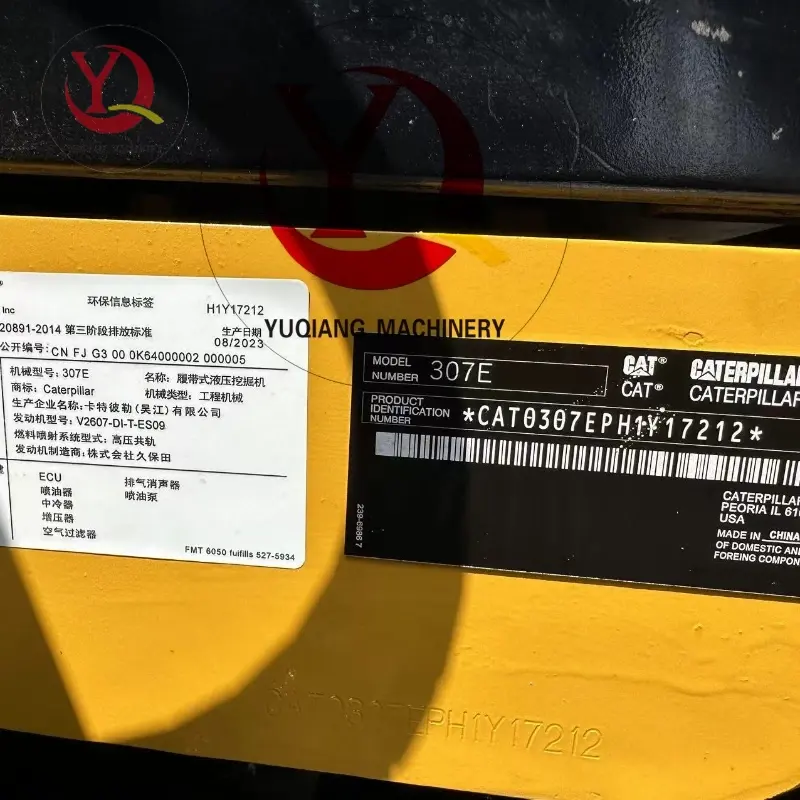 YUQIANG MACHINERY
Inc
环保信息标签
H1Y17212
20891-2014 第三阶段排放标准
生产日期
08/2023
公开编号: CN FJ G3 00 0K64000002 000005
机械型号: 307E
名称: 履带式液压挖掘机
商标: Caterpillar
机械类型: 工程机械
生产企业名称: 卡特彼勒(吴江)有限公司
发动机型号: V2607-DI-T-ES09
燃料喷射系统型式: 高压共轨
发动机制造商: 株式会社久保田
ECU
排气消声器
喷油器
喷油泵
中冷器
增压器
空气过滤器
FMT 6050 fulfills 527-5934
MODEL
NUMBER
307E
CAT®
CATERPILLAR
CAT®
CATERPILLAR
PRODUCT
IDENTIFICATION
NUMBER
*CAT0307EPH1Y17212*
239-6986 7
CATERPILLAR
PEORIA IL 61
USA
MADE IN CHINA
OF DOMESTIC AND
FOREING COMPON
CAT0307EPH1Y17212